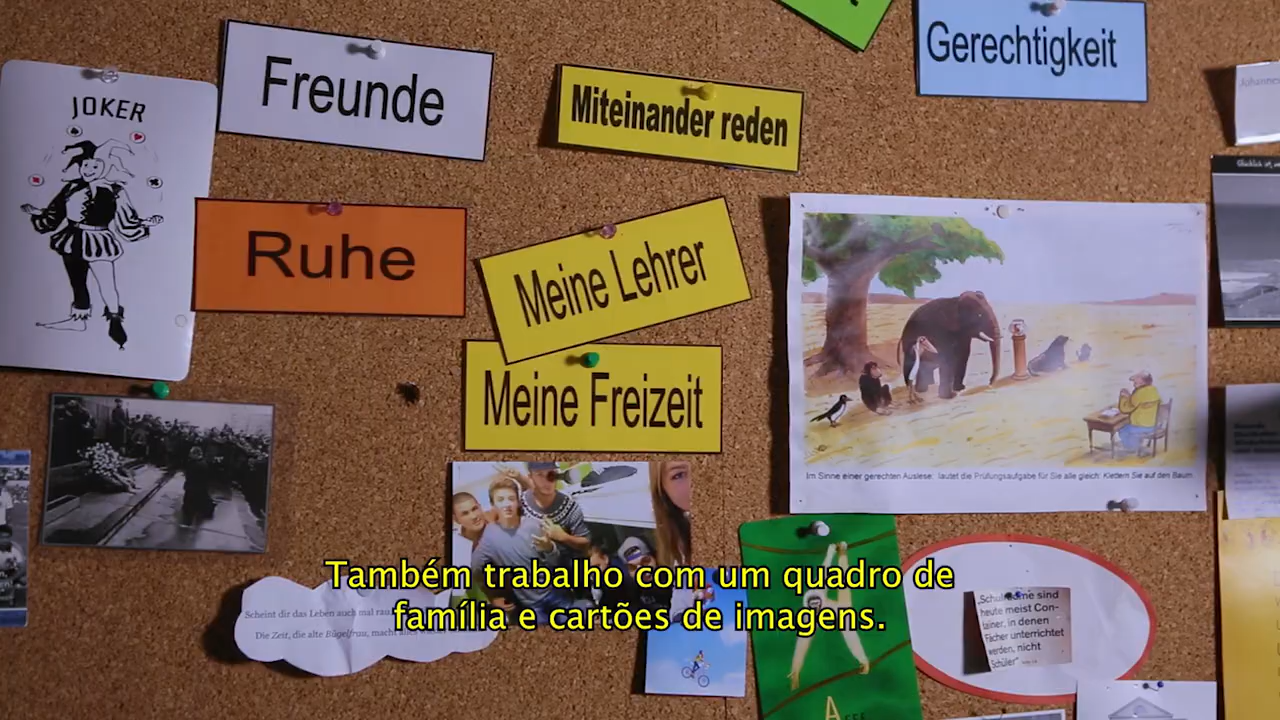 Gerechtigkeit
Freunde
Miteinander reden
JOKER
Ruhe
Meine Lehrer
Meine Freizeit
Im Sinne einer gerechten Auslese: lautet die Prüfungsaufgabe für Sie alle gleich: Klettern Sie auf den Baum.
Também trabalho com um quadro de
família e cartões de imagens.
Scheint dir das Leben auch mal rau
Die Zeit, die alte Bügelfrau, macht alles
heute meist Con-
tainer, in denen
Fächer unterrichtet
werden, nicht
Schüler"